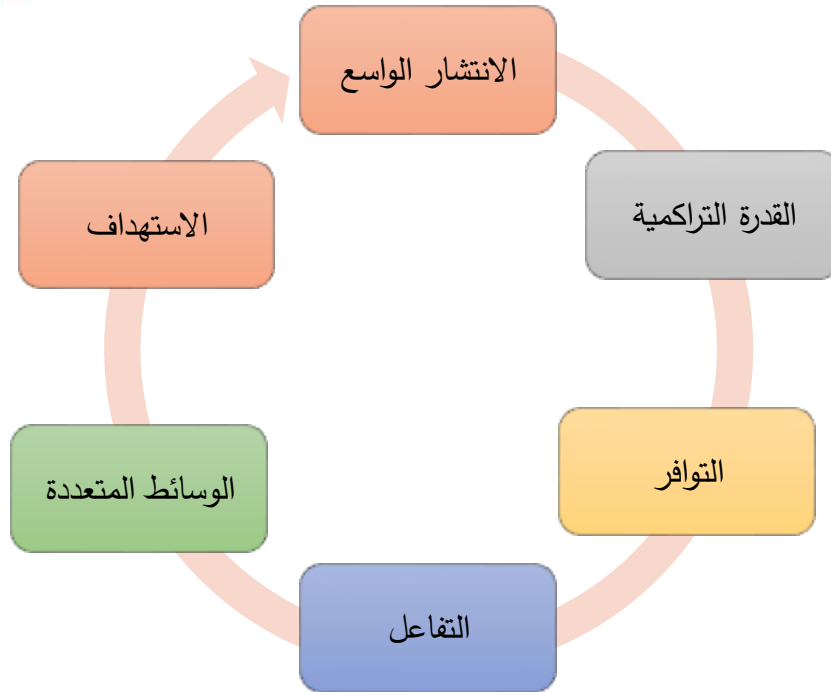 الانتشار الواسع
القدرة التراكمية
التوافر
التفاعل
الوسائط المتعددة
الاستهداف